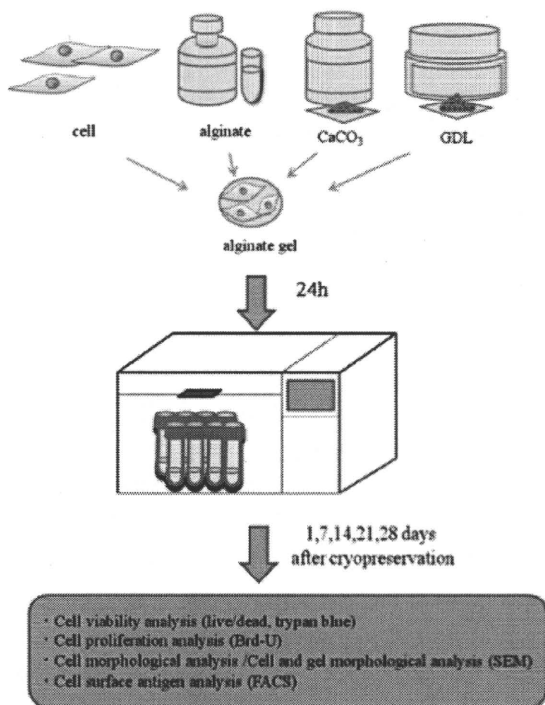 cell alginate CaCO₃ GDL
alginate gel
24h
1,7,14,21,28 days
after cryopreservation
· Cell viability analysis (live/dead, trypan blue)
· Cell proliferation analysis (Brd-U)
· Cell morphological analysis /Cell and gel morphological analysis (SEM)
· Cell surface antigen analysis (FACS)